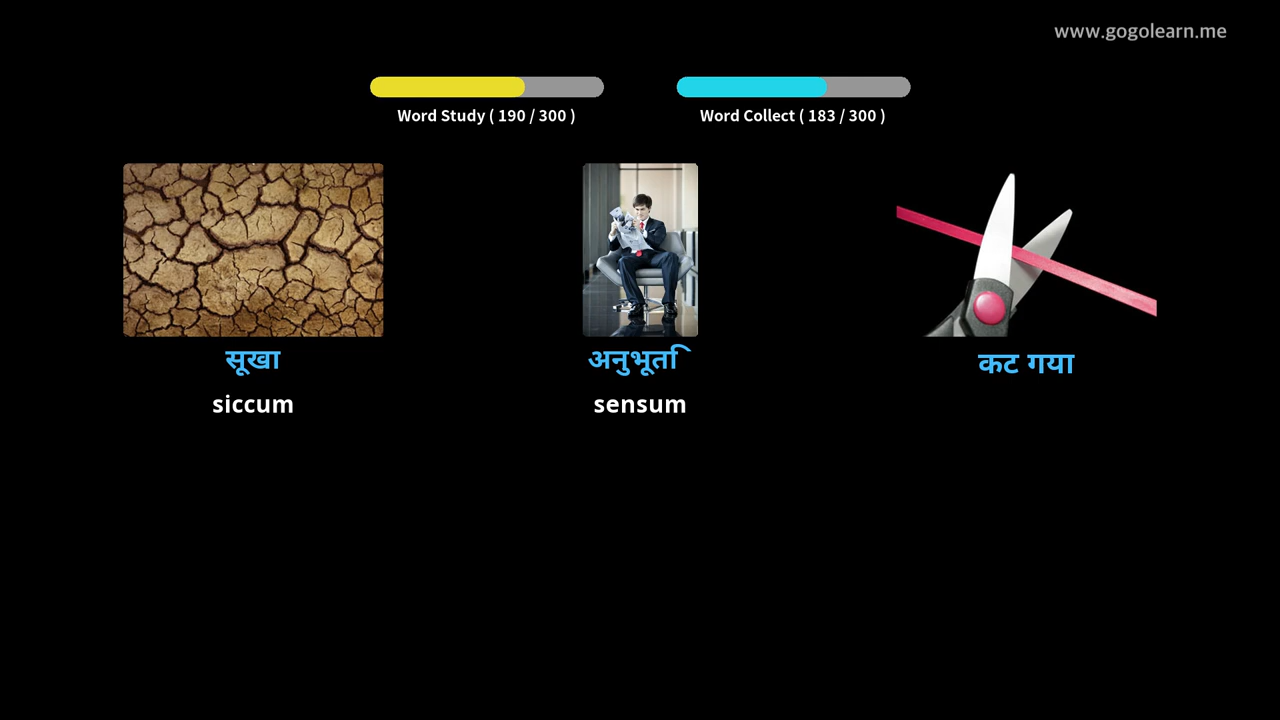 www.gogolearn.me
Word Study ( 190 / 300 )
Word Collect ( 183 / 300 )
सूखा
अनुभूति
कट गया
siccum
sensum